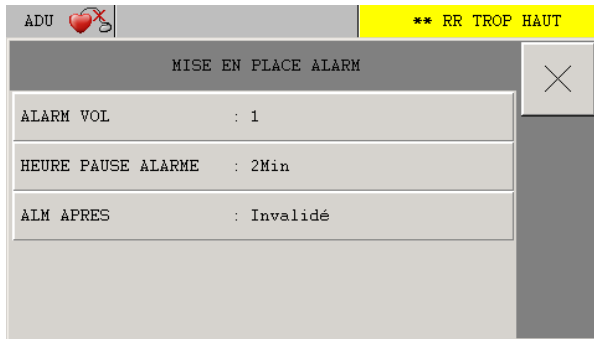 ADU ** RR TROP HAUT
MISE EN PLACE ALARM
ALARM VOL : 1
HEURE PAUSE ALARME : 2Min
ALM APRES : Invalidé